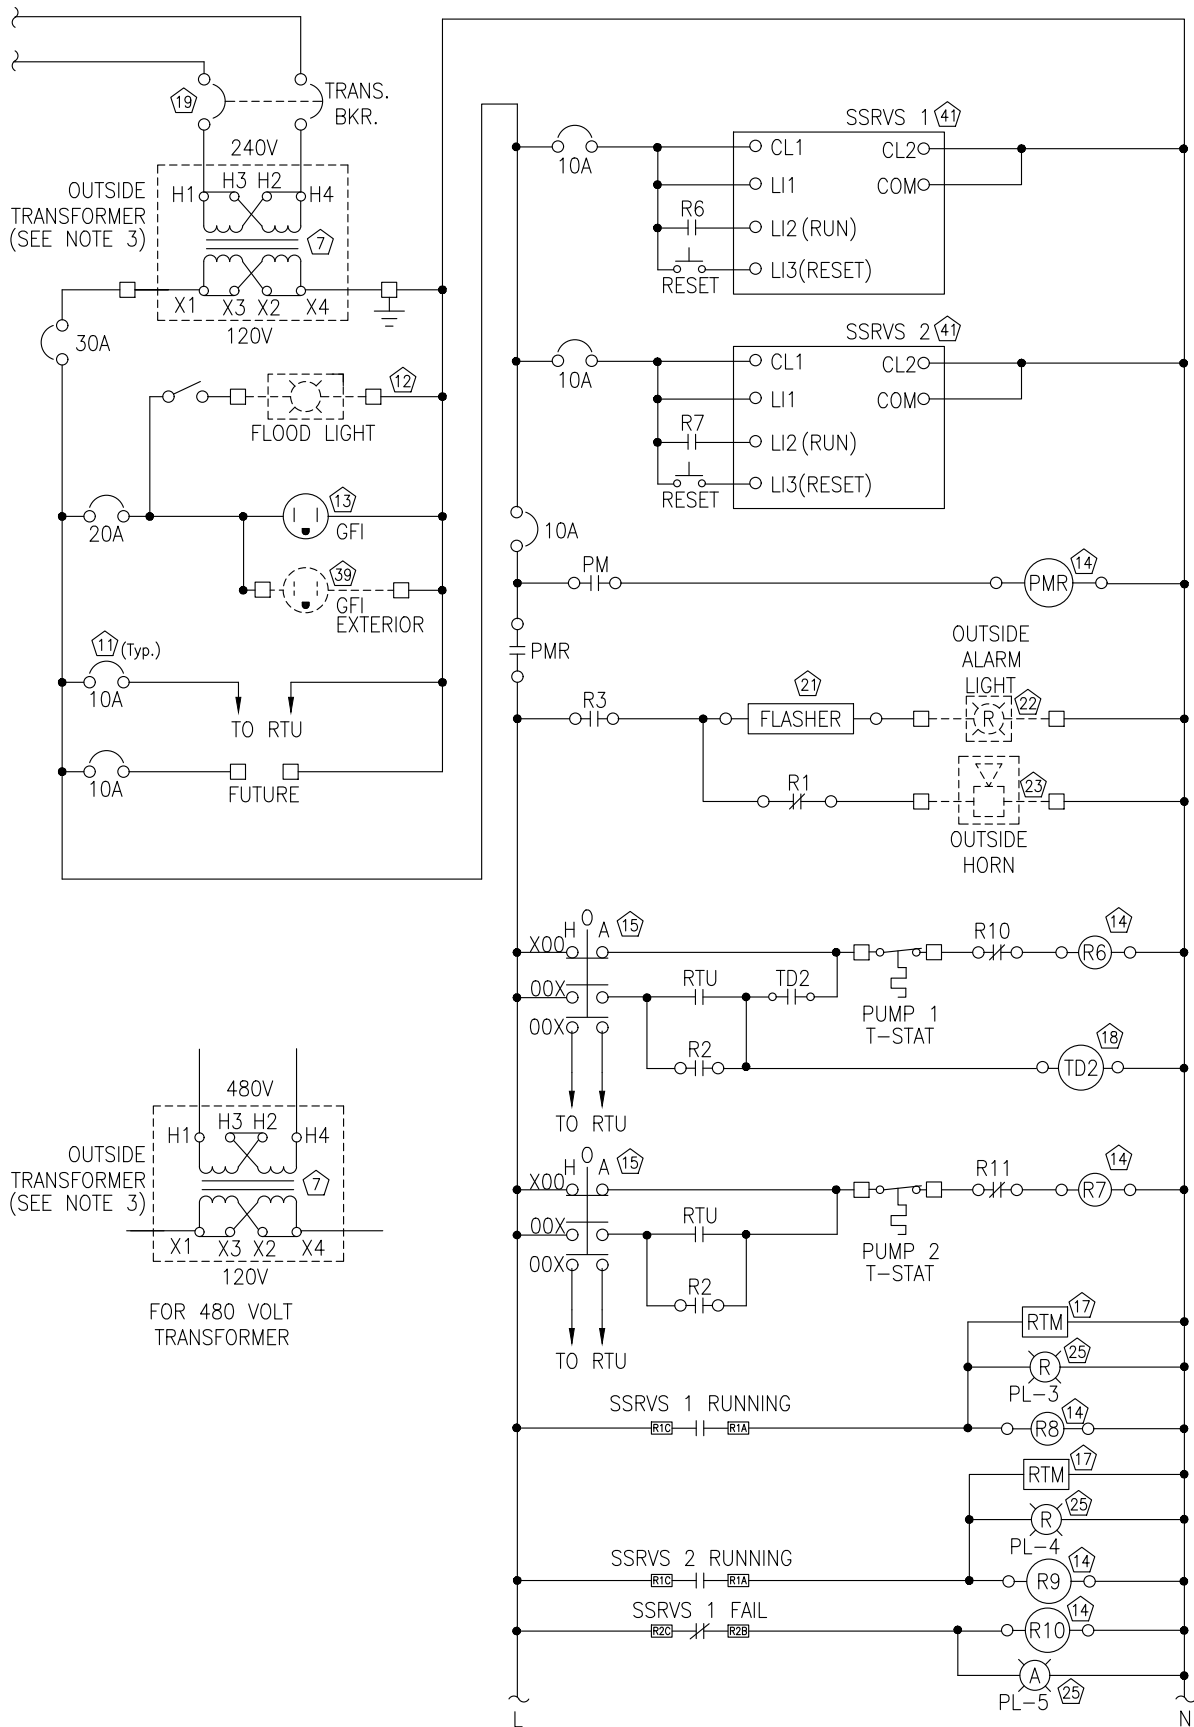 19
TRANS.
BKR.
240V
OUTSIDE
TRANSFORMER
(SEE NOTE 3)
H1
H3
H2
H4
7
X1
X3
X2
X4
120V
30A
12
FLOOD LIGHT
20A
13
GFI
39
GFI
EXTERIOR
11
(Typ.)
10A
TO RTU
10A
FUTURE
480V
OUTSIDE
TRANSFORMER
(SEE NOTE 3)
H1
H3
H2
H4
7
X1
X3
X2
X4
120V
FOR 480 VOLT
TRANSFORMER
SSRVS 1
41
10A
CL1
CL2
LI1
COM
R6
LI2 (RUN)
RESET
LI3(RESET)
SSRVS 2
41
10A
CL1
CL2
LI1
COM
R7
LI2 (RUN)
RESET
LI3(RESET)
10A
PM
PMR
14
PMR
OUTSIDE
ALARM
LIGHT
R3
21
FLASHER
R
22
R1
23
OUTSIDE
HORN
H
O
A
15
X00
00X
00X
RTU
TD2
R10
14
R6
PUMP 1
T-STAT
R2
18
TD2
TO RTU
H
O
A
15
X00
00X
00X
RTU
R11
14
R7
PUMP 2
T-STAT
R2
TO RTU
RTM
17
R
25
PL-3
SSRVS 1 RUNNING
R1C
R1A
R8
14
RTM
17
R
25
PL-4
SSRVS 2 RUNNING
R1C
R1A
R9
14
SSRVS 1 FAIL
R2C
R2B
R10
14
A
25
PL-5
L
N